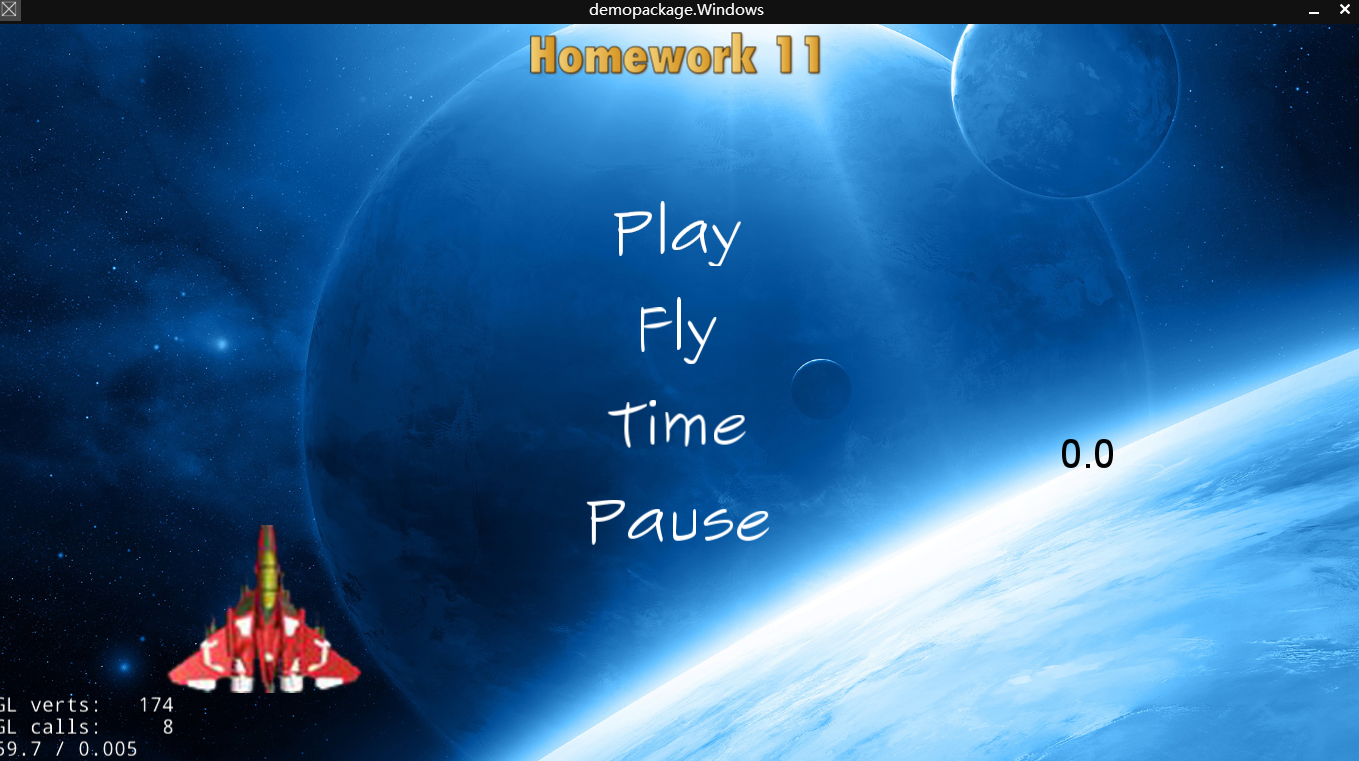 demopackage.Windows
Homework 11
Play
Fly
Time
0.0
Pause
GL verts: 174
GL calls: 8
59.7 / 0.005